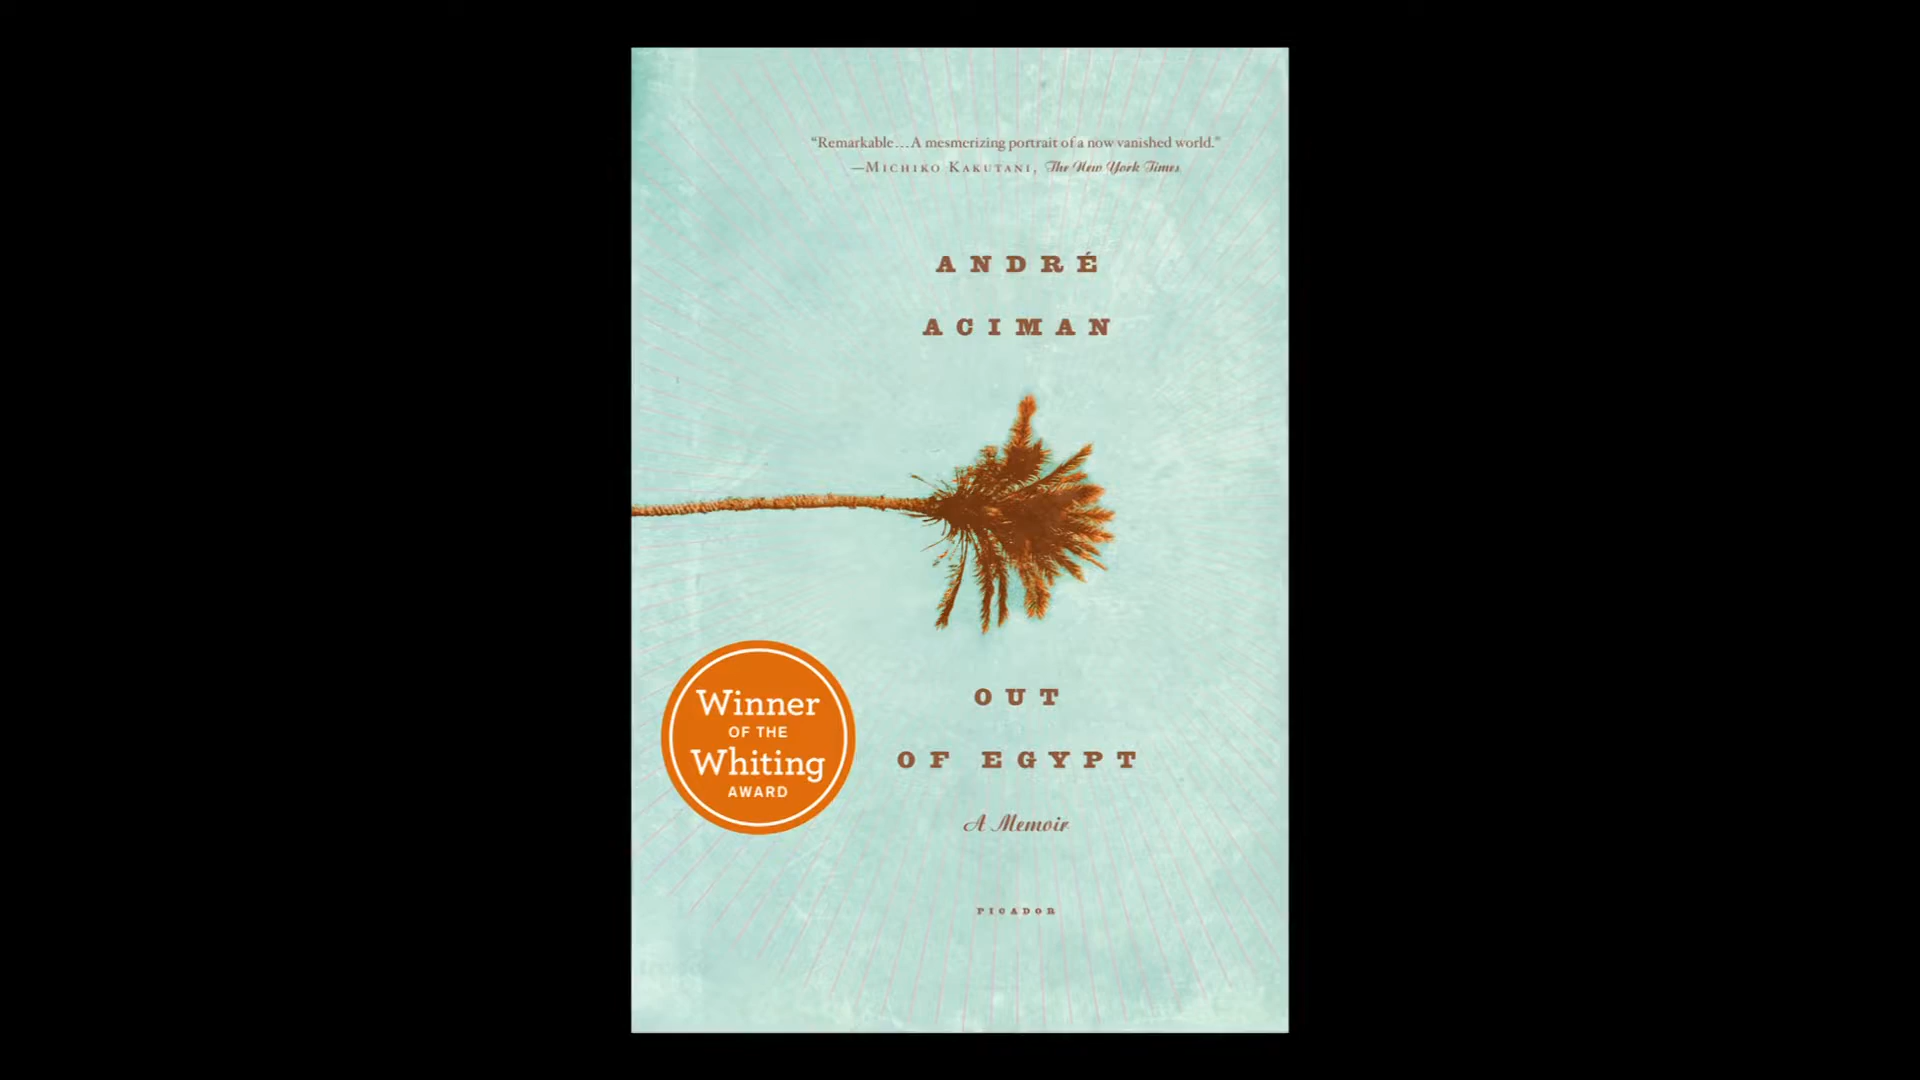 “Remarkable…A mesmerizing portrait of a now vanished world.”
—MICHIKO KAKUTANI, The New York Times
ANDRÉ
ACIMAN
OUT
OF EGYPT
A Memoir
Winner
OF THE
Whiting
AWARD
PICADOR